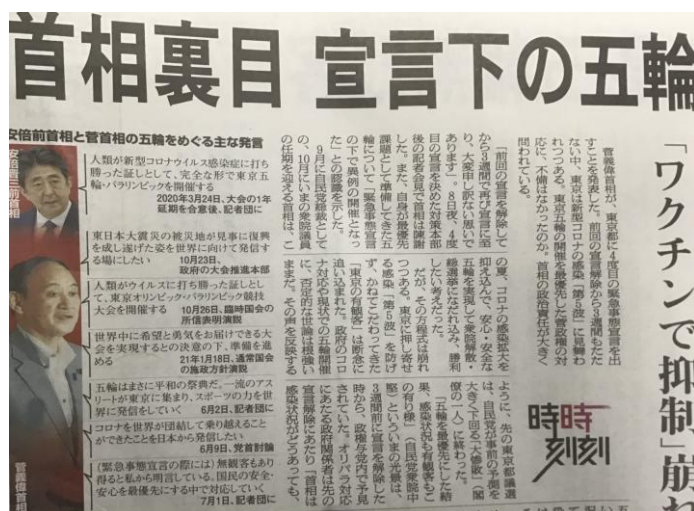 首相裏目 宣言下の五輪
「ワクチンで抑制」崩れ
時時刻刻
安倍前首相と菅首相の五輪をめぐる主な発言
安倍晋三前首相
人類が新型コロナウイルス感染症に打ち
勝った証しとして、完全な形で東京五
輪・パラリンピックを開催する
2020年3月24日、大会の1年
延期を合意後、記者団に
菅義偉首相
東日本大震災の被災地が見事に復興
を成し遂げた姿を世界に向けて発信す
る場にしたい
10月23日、
政府の大会推進本部
人類がウイルスに打ち勝った証しとし
て、東京オリンピック・パラリンピック競技
大会を開催する
10月26日、臨時国会の
所信表明演説
世界中に希望と勇気をお届けできる大
会を実現するとの決意の下、準備を進
める
21年1月18日、通常国会
の施政方針演説
五輪はまさに平和の祭典だ。一流のアス
リートが東京に集まり、スポーツの力を世
界に発信をしていく
6月2日、記者団に
コロナを世界が団結して乗り越えること
ができたことを日本から発信したい
6月9日、党首討論
(緊急事態宣言の際には)無観客もあり
得ると私から明言している。国民の安全・
安心を最優先にする中で対応していく
7月1日、記者団に
菅義偉首相が、東京都に4度目の緊急事態宣言を出
すことを発表した。前回の宣言解除から3週間もたた
ない中、東京は新型コロナの感染「第5波」に見舞わ
れつつある。東京五輪の開催を優先した菅政権の対
応に、不備はなかったのか。首相の政治責任が大きく
問われている。
「前回の宣言を解除して
から3週間で再び宣言に至
り、大変申し訳ない思いで
あります」。8日夜、4度
目の宣言を決めた対策本部
後の記者会見で首相は陳謝
した。また、自身が最優先
課題として準備してきた五
輪について「緊急事態宣言
の下で異例の開催となっ
た」との認識を示した。
9月に自民党総裁として
の、10月にいまの衆院議員
の任期を迎える首相は、こ
の夏、コロナの感染拡大を
抑え込んで、安心・安全な
五輪を実現して衆院解散・
総選挙になだれ込み、勝利
したい考えだった。
だが、その方程式は崩れ
つつある。東京に押し寄せ
る感染「第5波」を防げ
ず、かねてこだわってきた
「東京の有観客」は断念に
追い込まれた。政府のコロ
ナ対応や現状での五輪開催
に、否定的な世論は根強い
ままだ。その声を反映する
ように、先の東京都議選
は、自民党が事前の予測を
大きく下回る「大惨敗」(閣
僚の一人)に終わった。
「五輪を最優先にした結
果、感染状況も有観客もこ
の有り様」(自民党衆院中
堅)といういまの光景は、
3週間前に宣言を解除した
時から、政権与党内で予見
されていた。オリパラ対応
にあたる政府関係者は先の
宣言解除にあたり「首相は
感染状況がどうあっても、